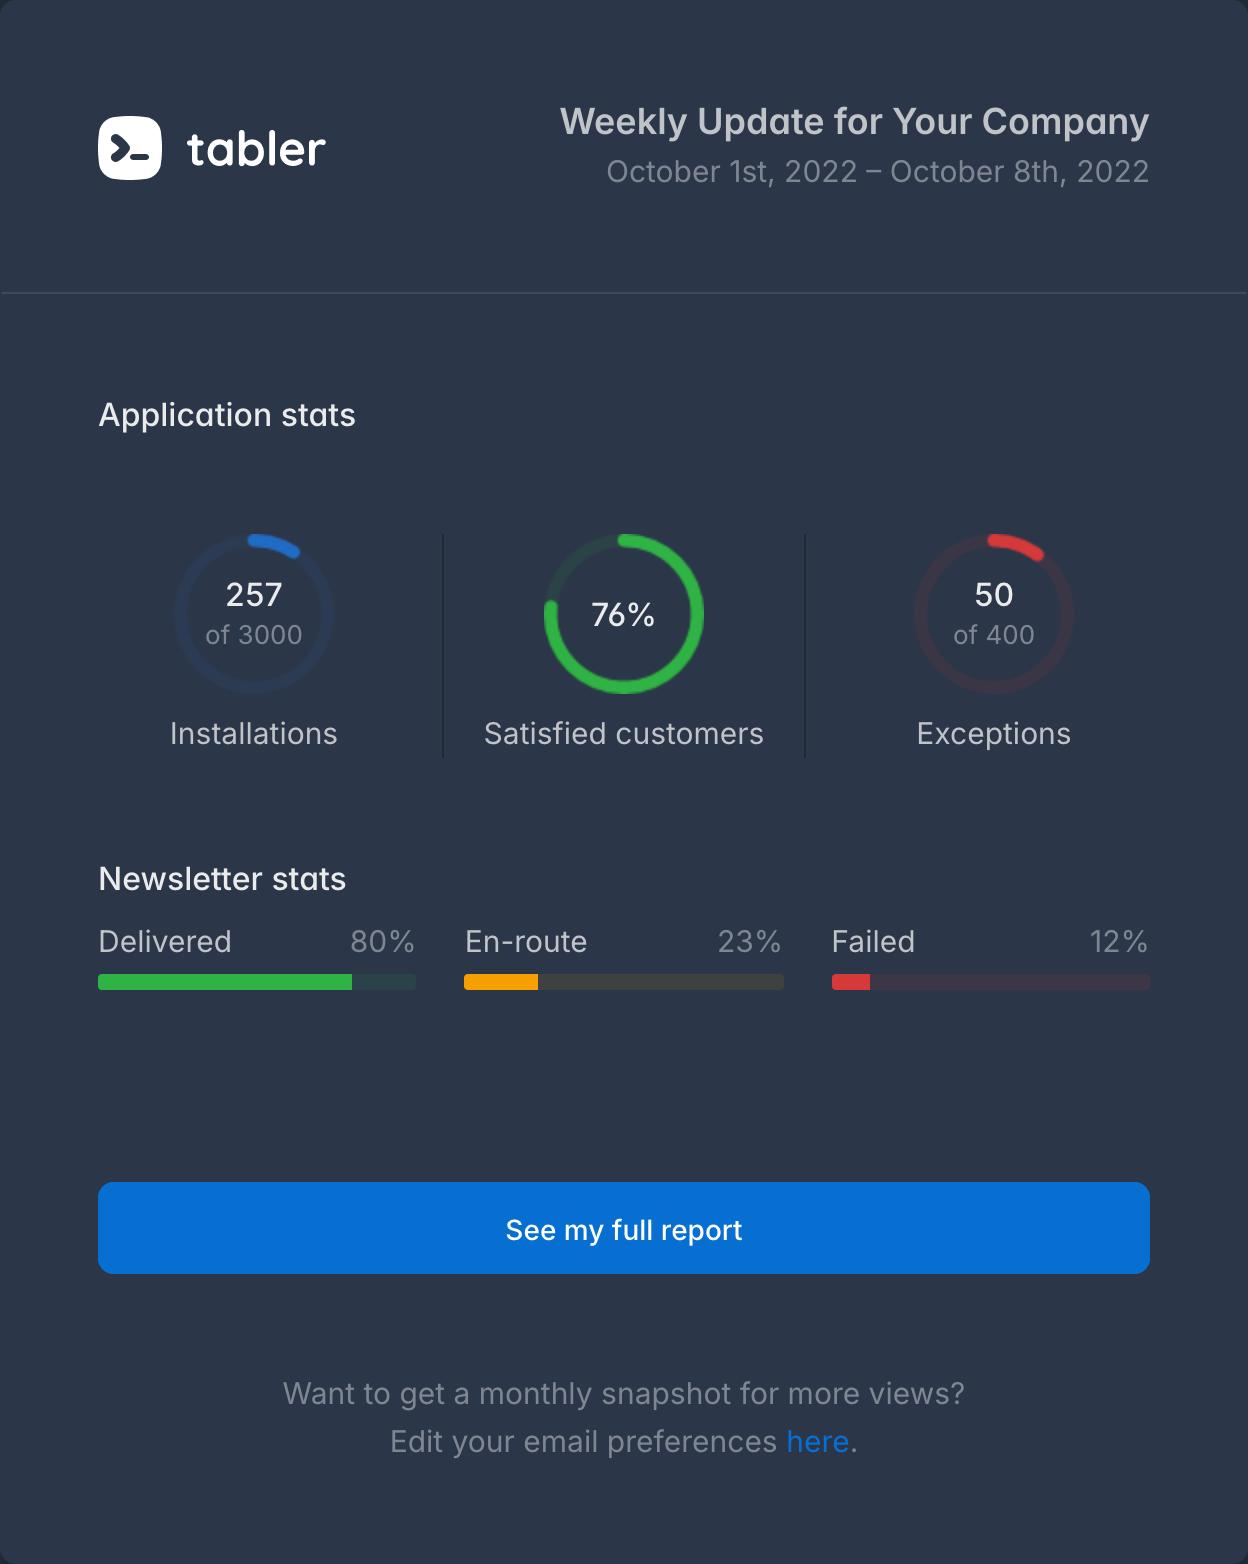 tabler
Weekly Update for Your Company
October 1st, 2022 – October 8th, 2022
Application stats
257
of 3000
Installations
76%
Satisfied customers
50
of 400
Exceptions
Newsletter stats
Delivered 80%
En-route 23%
Failed 12%
See my full report
Want to get a monthly snapshot for more views?
Edit your email preferences here.